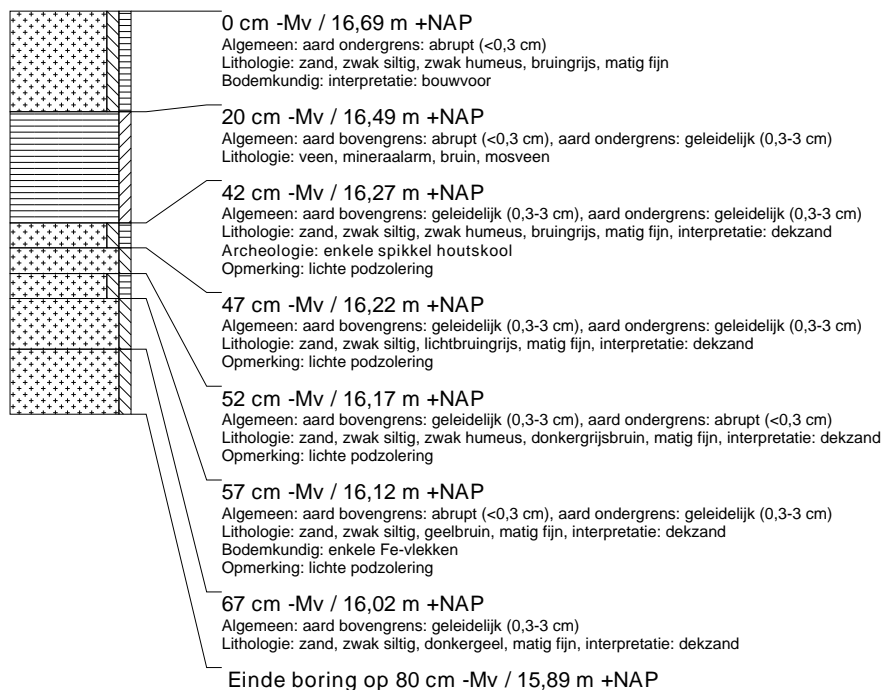 0 cm -Mv / 16,69 m +NAP
Algemeen: aard ondergrens: abrupt (<0,3 cm)
Lithologie: zand, zwak siltig, zwak humeus, bruingrijs, matig fijn
Bodemkundig: interpretatie: bouwvoor
20 cm -Mv / 16,49 m +NAP
Algemeen: aard bovengrens: abrupt (<0,3 cm), aard ondergrens: geleidelijk (0,3-3 cm)
Lithologie: veen, mineraalarm, bruin, mosveen
42 cm -Mv / 16,27 m +NAP
Algemeen: aard bovengrens: geleidelijk (0,3-3 cm), aard ondergrens: geleidelijk (0,3-3 cm)
Lithologie: zand, zwak siltig, zwak humeus, bruingrijs, matig fijn, interpretatie: dekzand
Archeologie: enkele spikkel houtskool
Opmerking: lichte podzolering
47 cm -Mv / 16,22 m +NAP
Algemeen: aard bovengrens: geleidelijk (0,3-3 cm), aard ondergrens: geleidelijk (0,3-3 cm)
Lithologie: zand, zwak siltig, lichtbruingrijs, matig fijn, interpretatie: dekzand
Opmerking: lichte podzolering
52 cm -Mv / 16,17 m +NAP
Algemeen: aard bovengrens: geleidelijk (0,3-3 cm), aard ondergrens: abrupt (<0,3 cm)
Lithologie: zand, zwak siltig, zwak humeus, donkergrijsbruin, matig fijn, interpretatie: dekzand
Opmerking: lichte podzolering
57 cm -Mv / 16,12 m +NAP
Algemeen: aard bovengrens: abrupt (<0,3 cm), aard ondergrens: geleidelijk (0,3-3 cm)
Lithologie: zand, zwak siltig, geelbruin, matig fijn, interpretatie: dekzand
Bodemkundig: enkele Fe-vlekken
Opmerking: lichte podzolering
67 cm -Mv / 16,02 m +NAP
Algemeen: aard bovengrens: geleidelijk (0,3-3 cm)
Lithologie: zand, zwak siltig, donkergeel, matig fijn, interpretatie: dekzand
Einde boring op 80 cm -Mv / 15,89 m +NAP